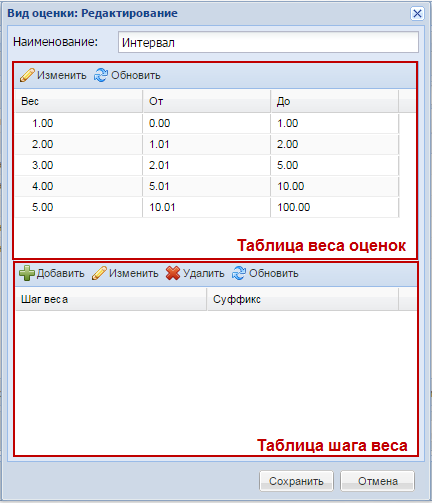 Вид оценки: Редактирование
Наименование: Интервал
Изменить Обновить
Вес От До
1.00 0.00 1.00
2.00 1.01 2.00
3.00 2.01 5.00
4.00 5.01 10.00
5.00 10.01 100.00
Таблица веса оценок
Добавить Изменить Удалить Обновить
Шаг веса Суффикс
Таблица шага веса
Сохранить Отмена